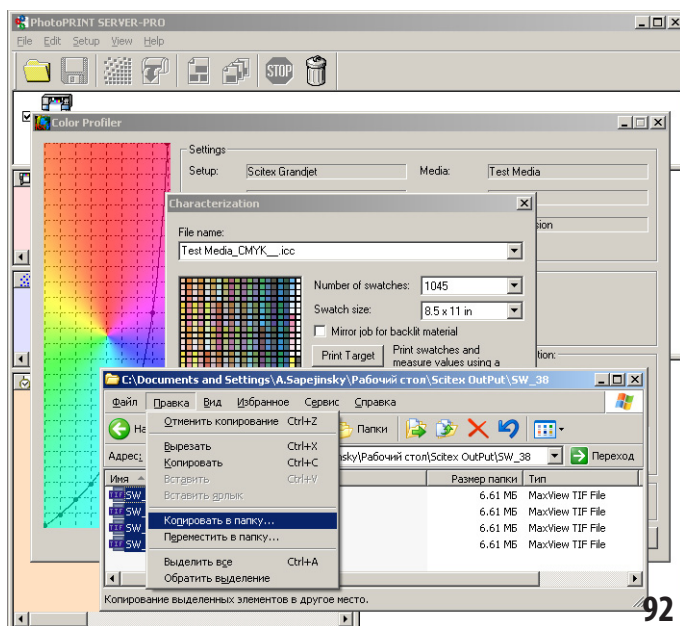 PhotoPRINT SERVER-PRO
File Edit Setup View Help
STOP
Color Profiler
Settings
Setup: Scitex Grandjet Media: Test Media
Characterization
File name:
Test Media_CMYK__.icc
Number of swatches: 1045
Swatch size: 8.5 x 11 in
Mirror job for backlit material
Print Target Print swatches and
measure values using a
C:\Documents and Settings\A.Sapejinsky\Рабочий стол\Scitex OutPut\SW_38
Файл Правка Вид Избранное Сервис Справка
Папки
Адрес: nsky\Рабочий стол\Scitex OutPut\SW_38 Переход
Имя Размер папки Тип
SW_ 6.61 МБ MaxView TIF File
SW_ 6.61 МБ MaxView TIF File
SW_ 6.61 МБ MaxView TIF File
SW_ 6.61 МБ MaxView TIF File
Отменить копирование Ctrl+Z
Вырезать Ctrl+X
Копировать Ctrl+C
Вставить Ctrl+V
Вставить ярлык
Копировать в папку...
Переместить в папку...
Выделить все Ctrl+A
Обратить выделение
Копирование выделенных элементов в другое место.
92